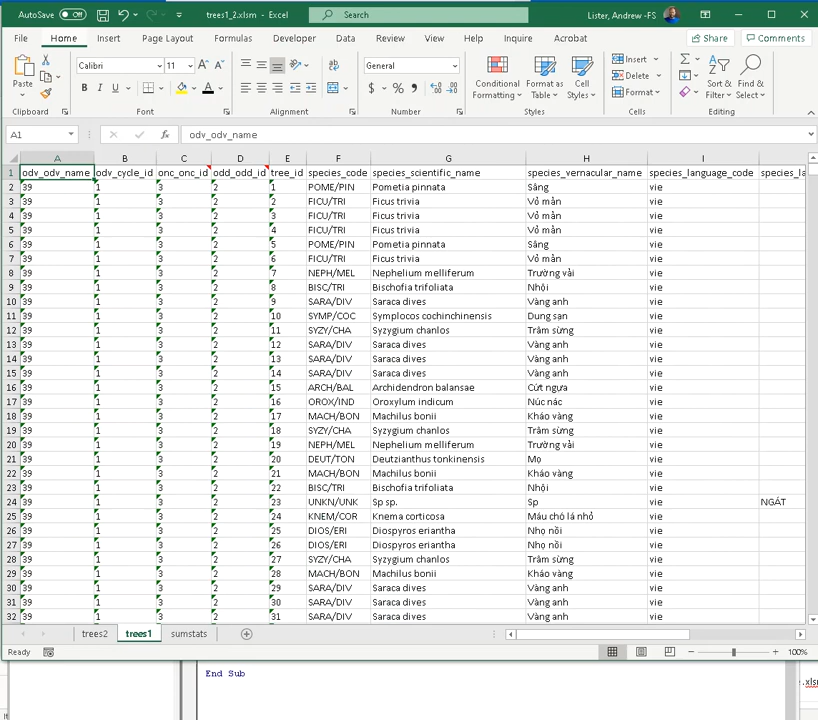 AutoSave Off trees1_2.xlsm - Excel Search Lister, Andrew -FS
File Home Insert Page Layout Formulas Developer Data Review View Help Inquire Acrobat Share Comments
Paste Calibri 11 General Conditional Formatting Format as Table Cell Styles Insert Delete Format Sort & Filter Find & Select
Clipboard Font Alignment Number Styles Cells Editing
A1 odv_odv_name
A B C D E F G H I
1 odv_odv_name odv_cycle_id onc_onc_id odd_odd_id tree_id species_code species_scientific_name species_vernacular_name species_language_code species_la
2 39 1 3 2 1 POME/PIN Pometia pinnata Sâng vie
3 39 1 3 2 2 FICU/TRI Ficus trivia Vỏ mản vie
4 39 1 3 2 3 FICU/TRI Ficus trivia Vỏ mản vie
5 39 1 3 2 4 FICU/TRI Ficus trivia Vỏ mản vie
6 39 1 3 2 5 POME/PIN Pometia pinnata Sâng vie
7 39 1 3 2 6 FICU/TRI Ficus trivia Vỏ mản vie
8 39 1 3 2 7 NEPH/MEL Nephelium melliferum Trường vải vie
9 39 1 3 2 8 BISC/TRI Bischofia trifoliata Nhội vie
10 39 1 3 2 9 SARA/DIV Saraca dives Vàng anh vie
11 39 1 3 2 10 SYMP/COC Symplocos cochinchinensis Dung sạn vie
12 39 1 3 2 11 SYZY/CHA Syzygium chanlos Trâm sừng vie
13 39 1 3 2 12 SARA/DIV Saraca dives Vàng anh vie
14 39 1 3 2 13 SARA/DIV Saraca dives Vàng anh vie
15 39 1 3 2 14 SARA/DIV Saraca dives Vàng anh vie
16 39 1 3 2 15 ARCH/BAL Archidendron balansae Cứt ngựa vie
17 39 1 3 2 16 OROX/IND Oroxylum indicum Núc nác vie
18 39 1 3 2 17 MACH/BON Machilus bonii Kháo vàng vie
19 39 1 3 2 18 SYZY/CHA Syzygium chanlos Trâm sừng vie
20 39 1 3 2 19 NEPH/MEL Nephelium melliferum Trường vải vie
21 39 1 3 2 20 DEUT/TON Deutzianthus tonkinensis Mọ vie
22 39 1 3 2 21 MACH/BON Machilus bonii Kháo vàng vie
23 39 1 3 2 22 BISC/TRI Bischofia trifoliata Nhội vie
24 39 1 3 2 23 UNKN/UNK Sp sp. Sp vie NGÁT
25 39 1 3 2 24 KNEM/COR Knema corticosa Máu chó lá nhỏ vie
26 39 1 3 2 25 DIOS/ERI Diospyros eriantha Nhọ nồi vie
27 39 1 3 2 26 DIOS/ERI Diospyros eriantha Nhọ nồi vie
28 39 1 3 2 27 SYZY/CHA Syzygium chanlos Trâm sừng vie
29 39 1 3 2 28 MACH/BON Machilus bonii Kháo vàng vie
30 39 1 3 2 29 SARA/DIV Saraca dives Vàng anh vie
31 39 1 3 2 30 SARA/DIV Saraca dives Vàng anh vie
32 39 1 3 2 31 SARA/DIV Saraca dives Vàng anh vie
trees2 trees1 sumstats
Ready 100%
End Sub
.xlsm